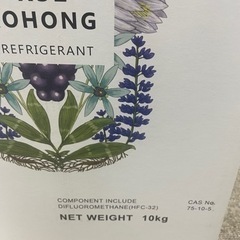 OHONG
REFRIGERANT
COMPONENT INCLUDE
DIFLUOROMETHANE(HFC-32)
CAS No.
75-10-5.
NET WEIGHT 10kg